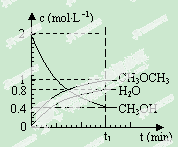 c (mol·L⁻¹)
2
1
0.8
0.4
0
CH₃OCH₃
H₂O
CH₃OH
t₁ t (min)